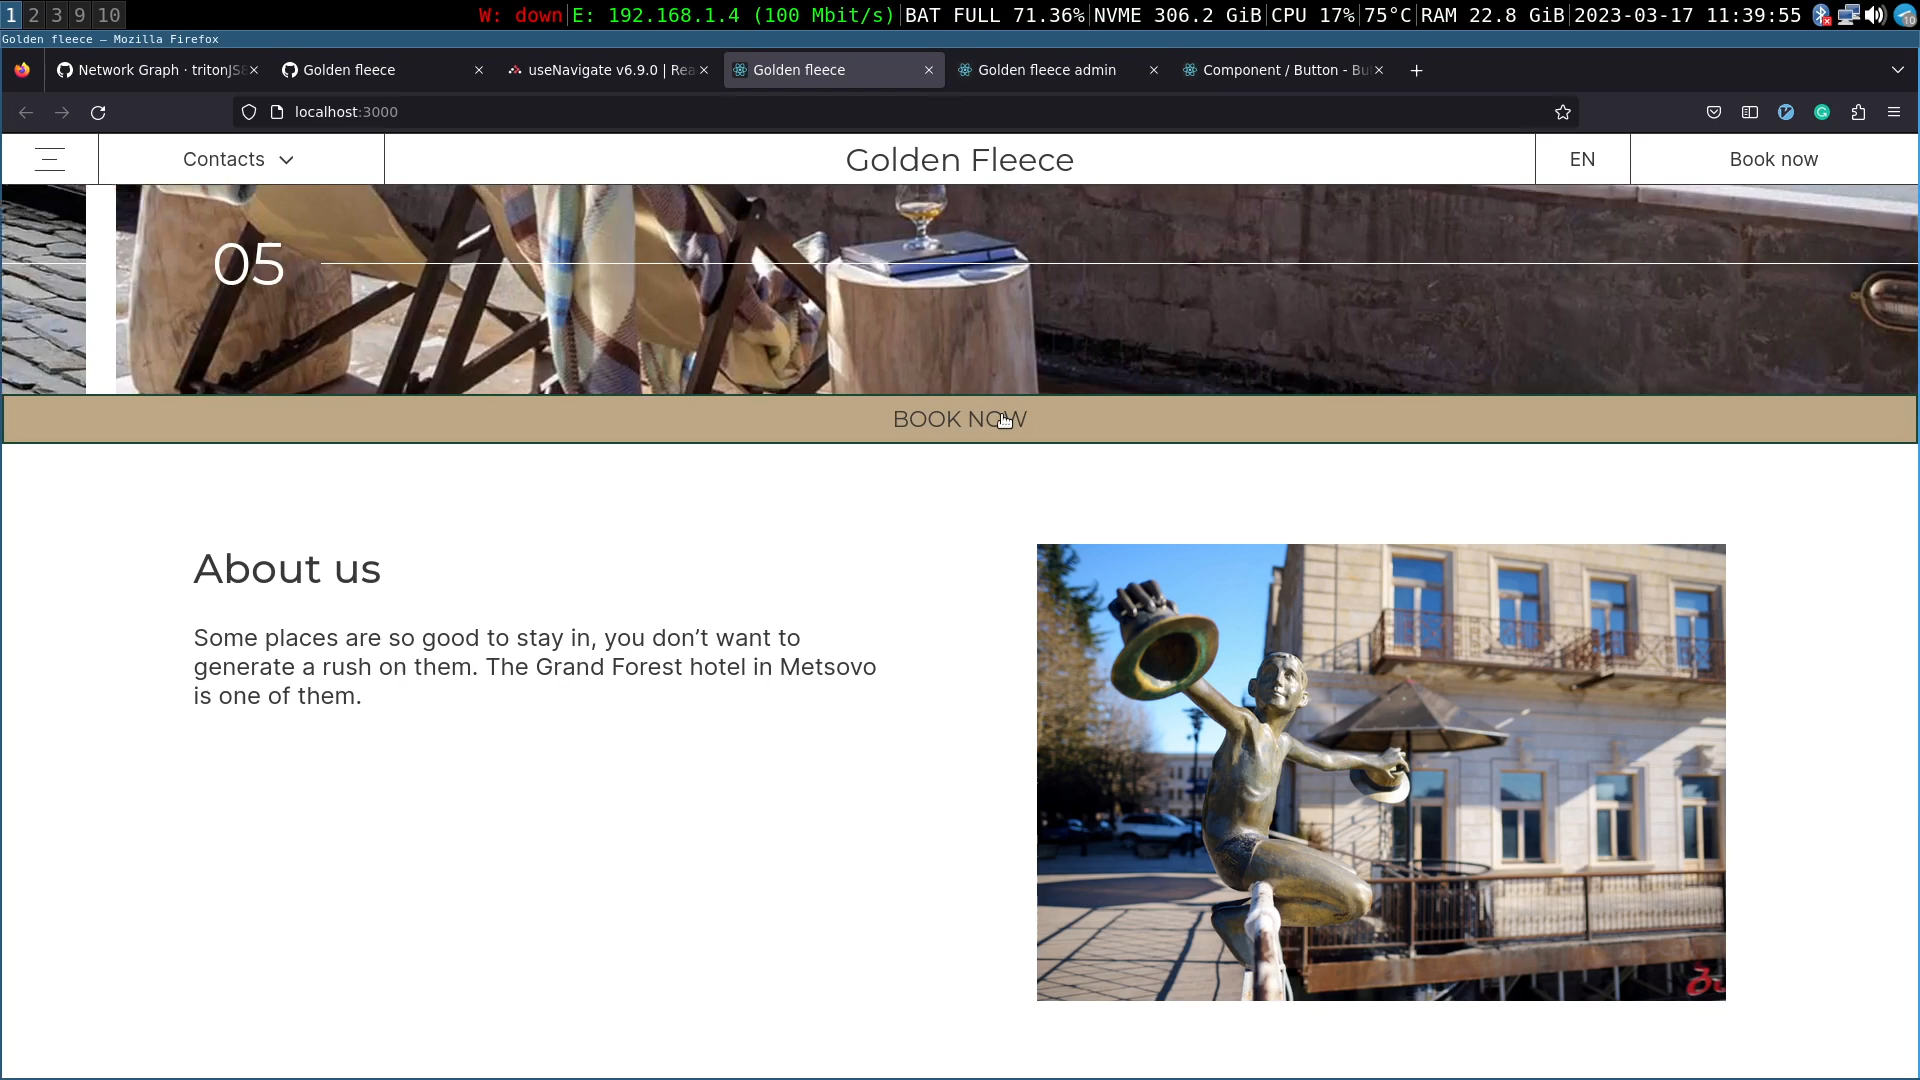 1 2 3 9 10 W: down E: 192.168.1.4 (100 Mbit/s) BAT FULL 71.36% NVME 306.2 GiB CPU 17% 75°C RAM 22.8 GiB 2023-03-17 11:39:55 10
Golden fleece — Mozilla Firefox
Network Graph · tritonJS8 Golden fleece useNavigate v6.9.0 | Rea Golden fleece Golden fleece admin Component / Button - Bu
localhost:3000
Contacts Golden Fleece EN Book now
05
BOOK NOW
About us
Some places are so good to stay in, you don’t want to
generate a rush on them. The Grand Forest hotel in Metsovo
is one of them.